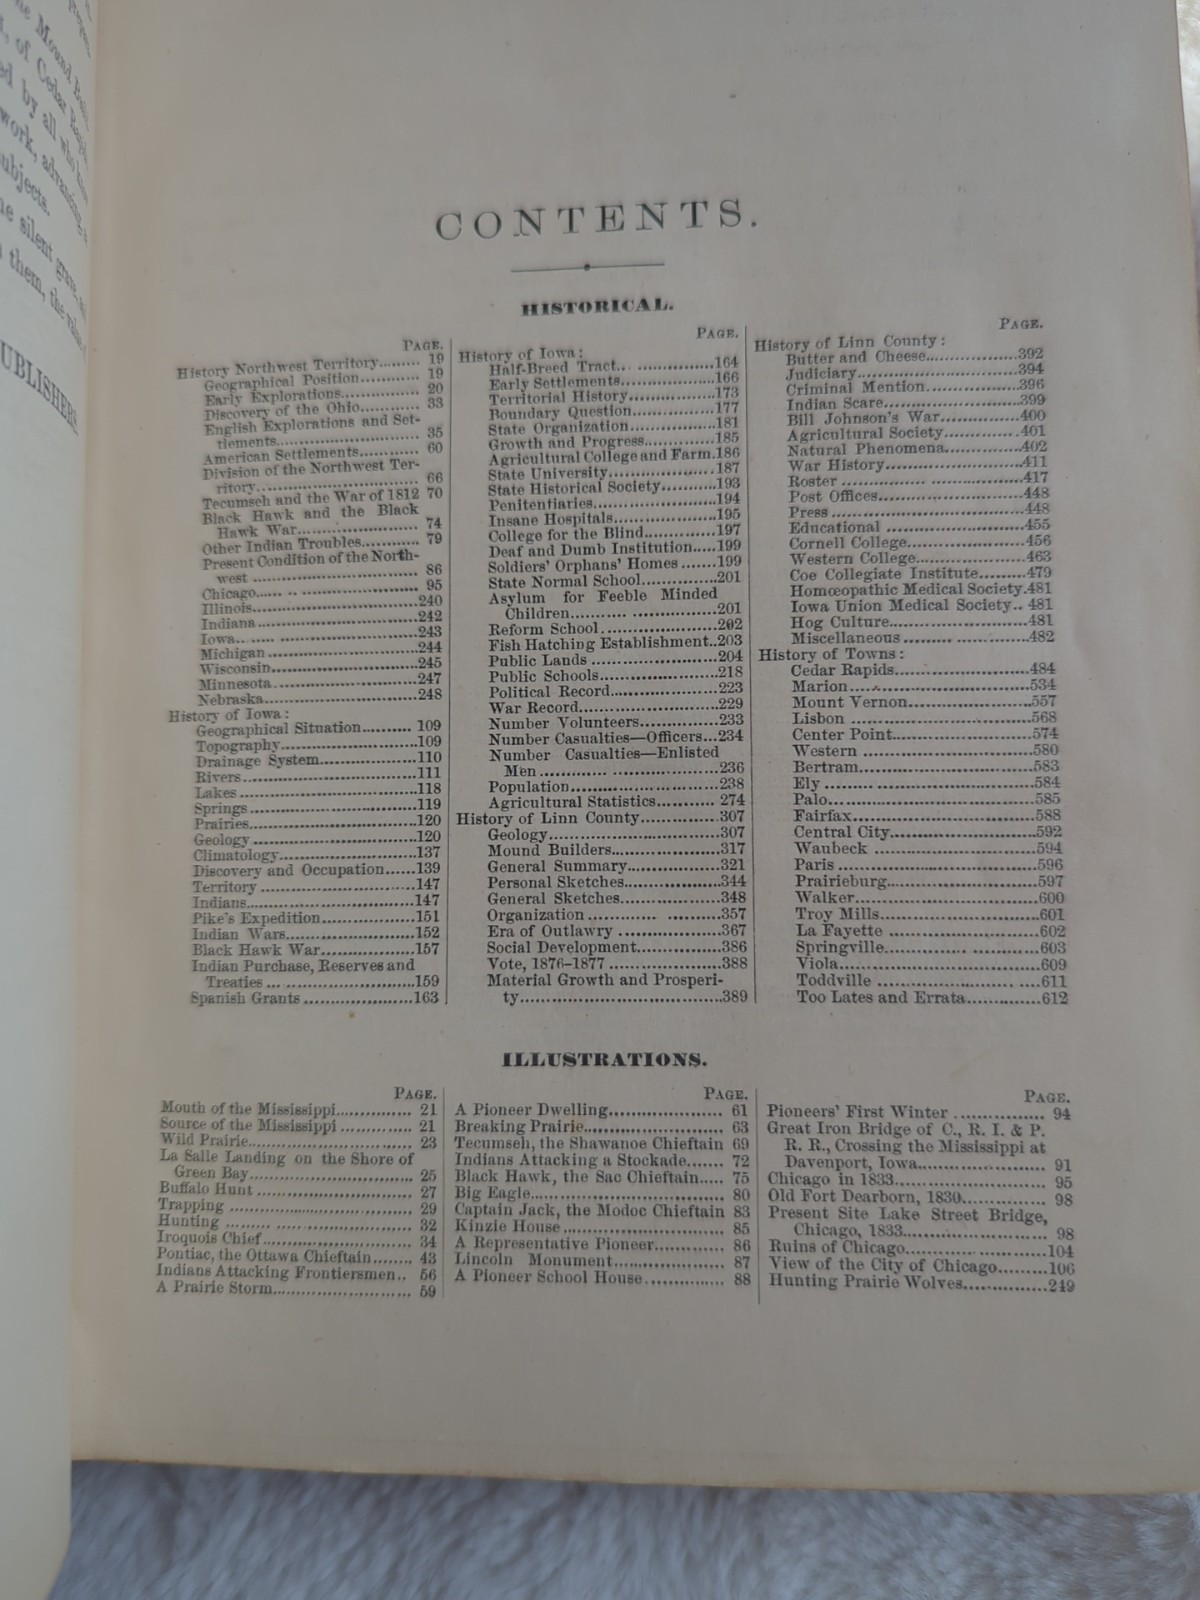 the Mound
of Cedar
by all who
work, advancing
subjects.
silent grave,
them, the
UBLISHERS.
CONTENTS.
HISTORICAL.
PAGE.
History Northwest Territory........ 19
Geographical Position............ 19
Early Explorations................ 20
Discovery of the Ohio............ 33
English Explorations and Set-
tlements............................ 35
American Settlements............ 60
Division of the Northwest Ter-
ritory................................ 66
Tecumseh and the War of 1812 70
Black Hawk and the Black
Hawk War........................ 74
Other Indian Troubles............ 79
Present Condition of the North-
west ................................ 86
Chicago...... .. ...................... 95
Illinois................................240
Indiana................................242
Iowa.. ..... ..........................243
Michigan ............................244
Wisconsin............................245
Minnesota............................247
Nebraska.............................248
History of Iowa:
Geographical Situation.......... 109
Topography..........................109
Drainage System....................110
Rivers..................................111
Lakes ..................................118
Springs ................................119
Prairies................................120
Geology ..............................120
Climatology..........................137
Discovery and Occupation......139
Territory ..............................147
Indians................................147
Pike's Expedition..................151
Indian Wars..........................152
Black Hawk War....................157
Indian Purchase, Reserves and
Treaties ... ..........................159
Spanish Grants ......................163
PAGE.
History of Iowa:
Half-Breed Tract... ...............164
Early Settlements..................166
Territorial History................173
Boundary Question................177
State Organization................181
Growth and Progress.............185
Agricultural College and Farm.186
State University....................187
State Historical Society...........193
Penitentiaries........................194
Insane Hospitals....................195
College for the Blind..............197
Deaf and Dumb Institution.....199
Soldiers' Orphans' Homes .......199
State Normal School..............201
Asylum for Feeble Minded
Children........... ................201
Reform School......................202
Fish Hatching Establishment..203
Public Lands ........................204
Public Schools......................218
Political Record....................223
War Record..........................229
Number Volunteers................233
Number Casualties—Officers...234
Number Casualties—Enlisted
Men ............. ....................236
Population............................238
Agricultural Statistics........... 274
History of Linn County..............307
Geology................................307
Mound Builders....................317
General Summary..................321
Personal Sketches..................344
General Sketches..................348
Organization ............. ..........357
Era of Outlawry ....................367
Social Development................386
Vote, 1876-1877 ....................388
Material Growth and Prosperi-
ty......................................389
PAGE.
History of Linn County:
Butter and Cheese..................392
Judiciary..............................394
Criminal Mention..................396
Indian Scare..........................399
Bill Johnson's War................400
Agricultural Society..............401
Natural Phenomena................402
War History..........................411
Roster ............... ................417
Post Offices..........................448
Press ..................................448
Educational ..........................455
Cornell College......................456
Western College....................463
Coe Collegiate Institute.........479
Homœopathic Medical Society.481
Iowa Union Medical Society.. 481
Hog Culture..........................481
Miscellaneous ......... .............482
History of Towns:
Cedar Rapids........................484
Marion................................534
Mount Vernon......................557
Lisbon ................................568
Center Point..........................574
Western ..............................580
Bertram................................583
Ely ......... ..........................584
Palo....................................585
Fairfax................................588
Central City..........................592
Waubeck ............................594
Paris ..................................596
Prairieburg..........................597
Walker................................600
Troy Mills............................601
La Fayette ..........................602
Springville...........................603
Viola..................................609
Toddville ........................ ....611
Too Lates and Errata..............612
ILLUSTRATIONS.
PAGE.
Mouth of the Mississippi............... 21
Source of the Mississippi .............. 21
Wild Prairie................................ 23
La Salle Landing on the Shore of
Green Bay................................ 25
Buffalo Hunt .............................. 27
Trapping .................................. 29
Hunting ......... ........................ 32
Iroquois Chief............................ 34
Pontiac, the Ottawa Chieftain........ 43
Indians Attacking Frontiersmen.. 56
A Prairie Storm.......................... 59
PAGE.
A Pioneer Dwelling...................... 61
Breaking Prairie.......................... 63
Tecumseh, the Shawanoe Chieftain 69
Indians Attacking a Stockade....... 72
Black Hawk, the Sac Chieftain..... 75
Big Eagle.................................. 80
Captain Jack, the Modoc Chieftain 83
Kinzie House.............................. 85
A Representative Pioneer............. 86
Lincoln Monument...................... 87
A Pioneer School House............... 88
PAGE.
Pioneers' First Winter ................ 94
Great Iron Bridge of C., R. I. & P.
R. R., Crossing the Mississippi at
Davenport, Iowa........................ 91
Chicago in 1833.......................... 95
Old Fort Dearborn, 1830............... 98
Present Site Lake Street Bridge,
Chicago, 1833............................ 98
Ruins of Chicago........................104
View of the City of Chicago.........106
Hunting Prairie Wolves...............249